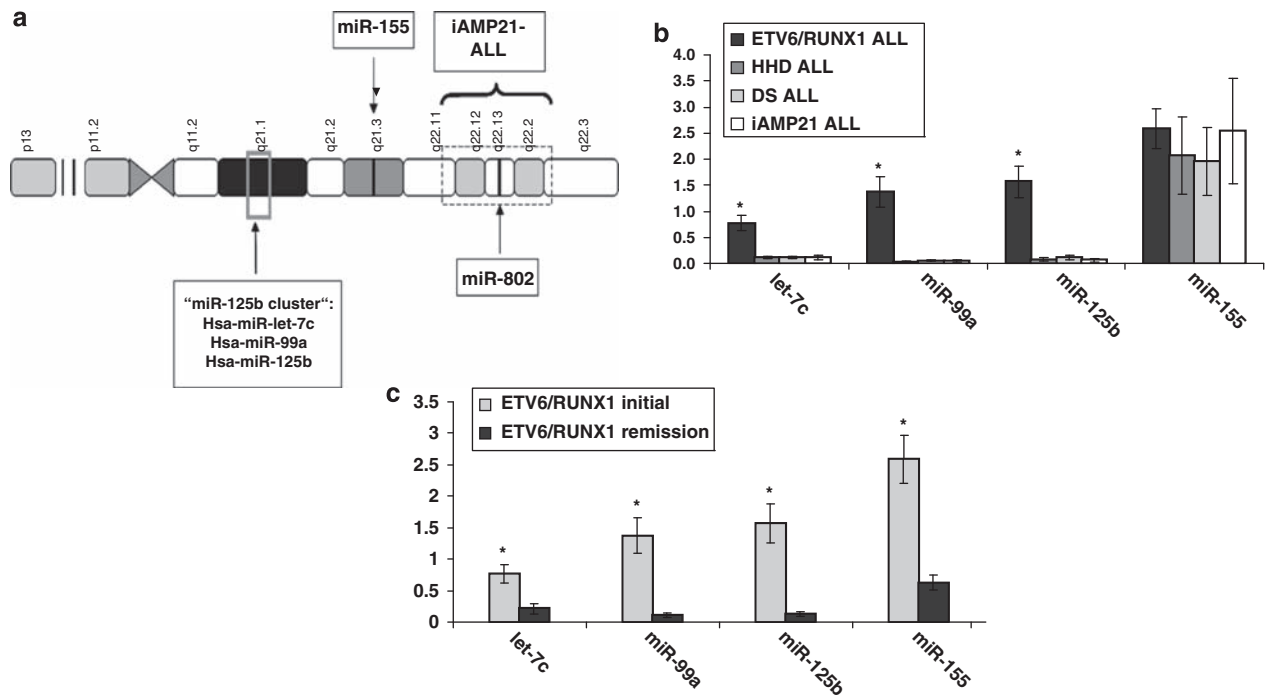 a
miR-155
iAMP21-
ALL
p13
p11.2
q11.2
q21.1
q21.2
q21.3
q22.11
q22.12
q22.13
q22.2
q22.3
miR-802
“miR-125b cluster“:
Hsa-miR-let-7c
Hsa-miR-99a
Hsa-miR-125b
b
ETV6/RUNX1 ALL
HHD ALL
DS ALL
iAMP21 ALL
4.0
3.5
3.0
2.5
2.0
1.5
1.0
0.5
0.0
*
*
*
let-7c
miR-99a
miR-125b
miR-155
c
ETV6/RUNX1 initial
ETV6/RUNX1 remission
3.5
3
2.5
2
1.5
1
0.5
0
*
*
*
*
let-7c
miR-99a
miR-125b
miR-155